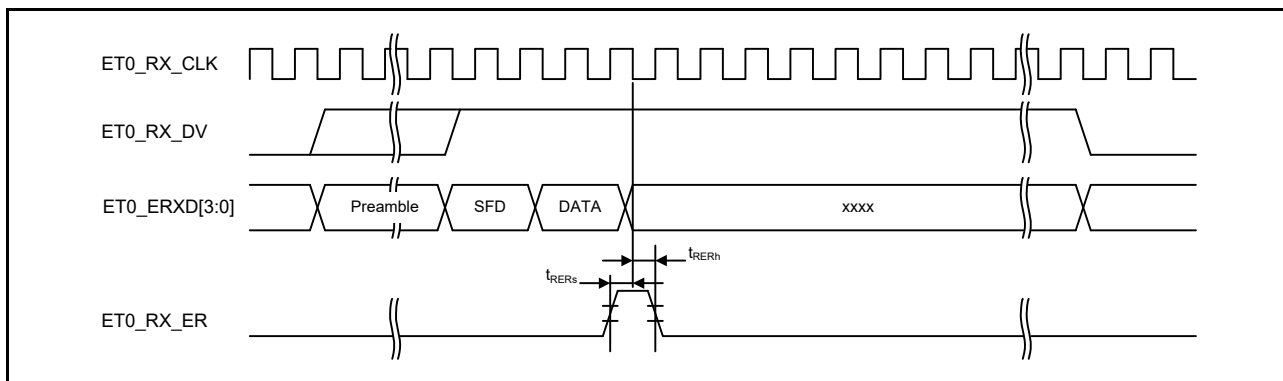 ET0_RX_CLK
ET0_RX_DV
ET0_ERXD[3:0]
Preamble
SFD
DATA
xxxx
tRERh
tRERs
ET0_RX_ER